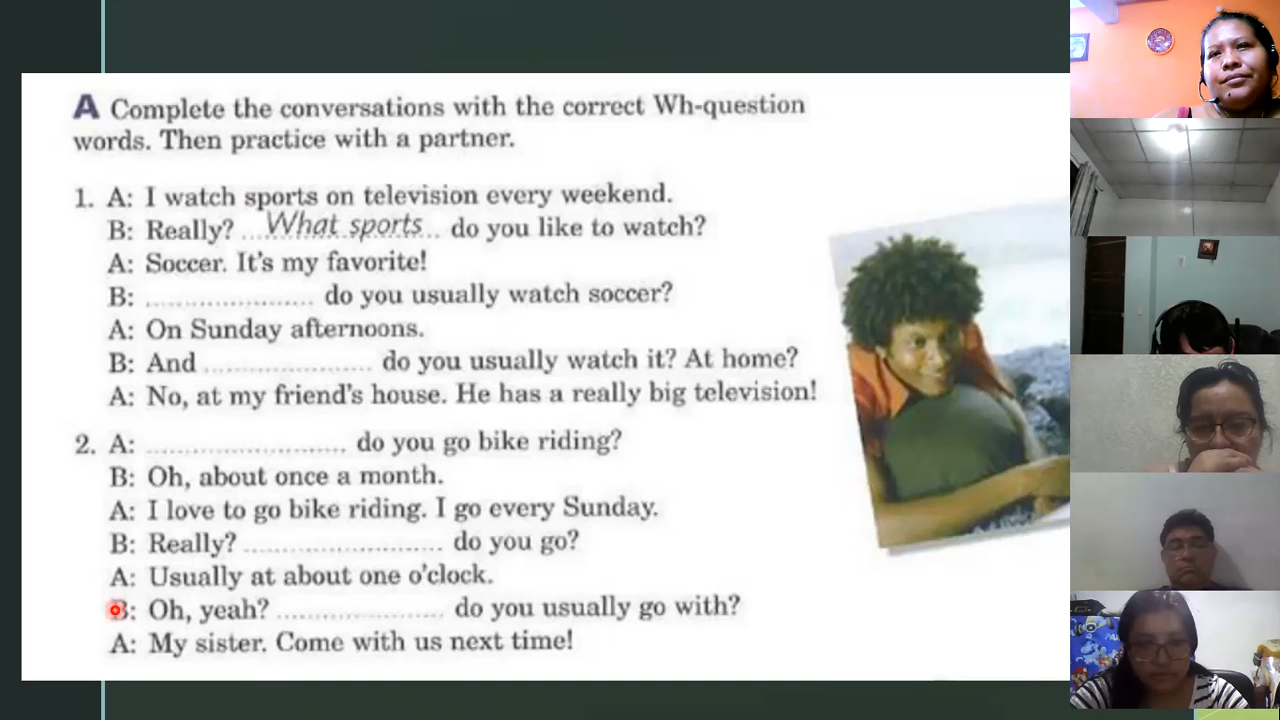 A Complete the conversations with the correct Wh-question
words. Then practice with a partner.
1. A: I watch sports on television every weekend.
B: Really? ...What sports... do you like to watch?
A: Soccer. It's my favorite!
B: ..................... do you usually watch soccer?
A: On Sunday afternoons.
B: And ..................... do you usually watch it? At home?
A: No, at my friend's house. He has a really big television!
2. A: ......................... do you go bike riding?
B: Oh, about once a month.
A: I love to go bike riding. I go every Sunday.
B: Really? ......................... do you go?
A: Usually at about one o'clock.
B: Oh, yeah? ..................... do you usually go with?
A: My sister. Come with us next time!